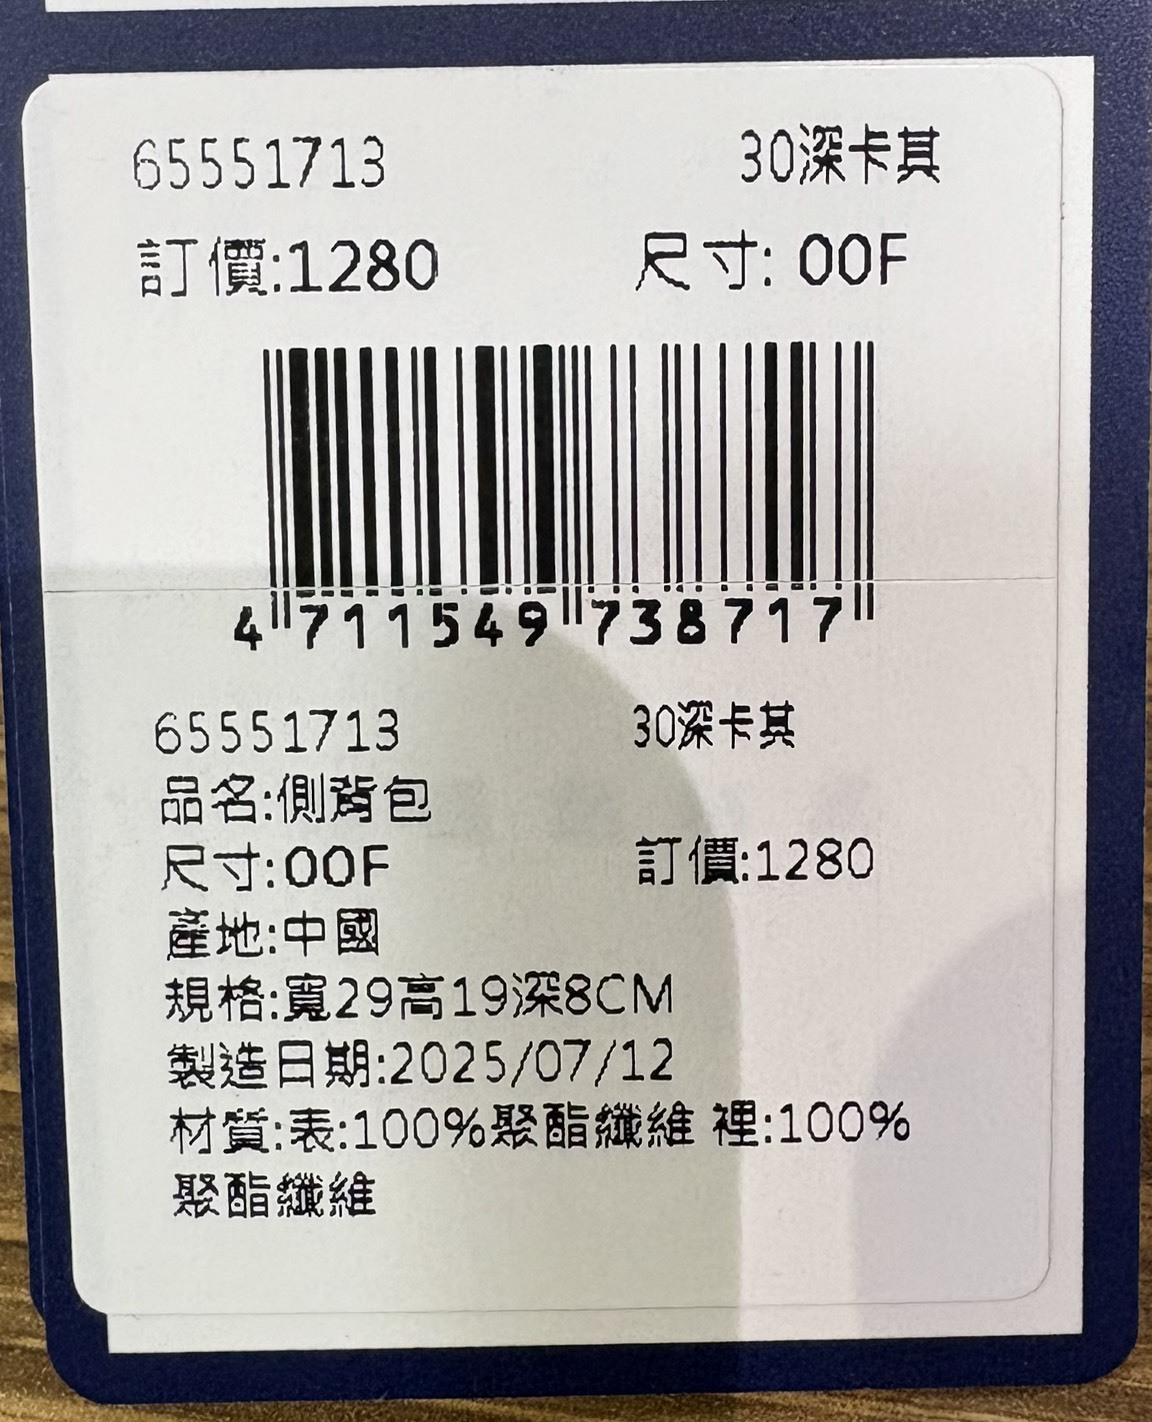 65551713 30深卡其
訂價:1280 尺寸: 00F
4 711549 738717
65551713 30深卡其
品名:側背包
尺寸:00F 訂價:1280
產地:中國
規格:寬29高19深8CM
製造日期:2025/07/12
材質:表:100%聚酯纖維 裡:100%
聚酯纖維